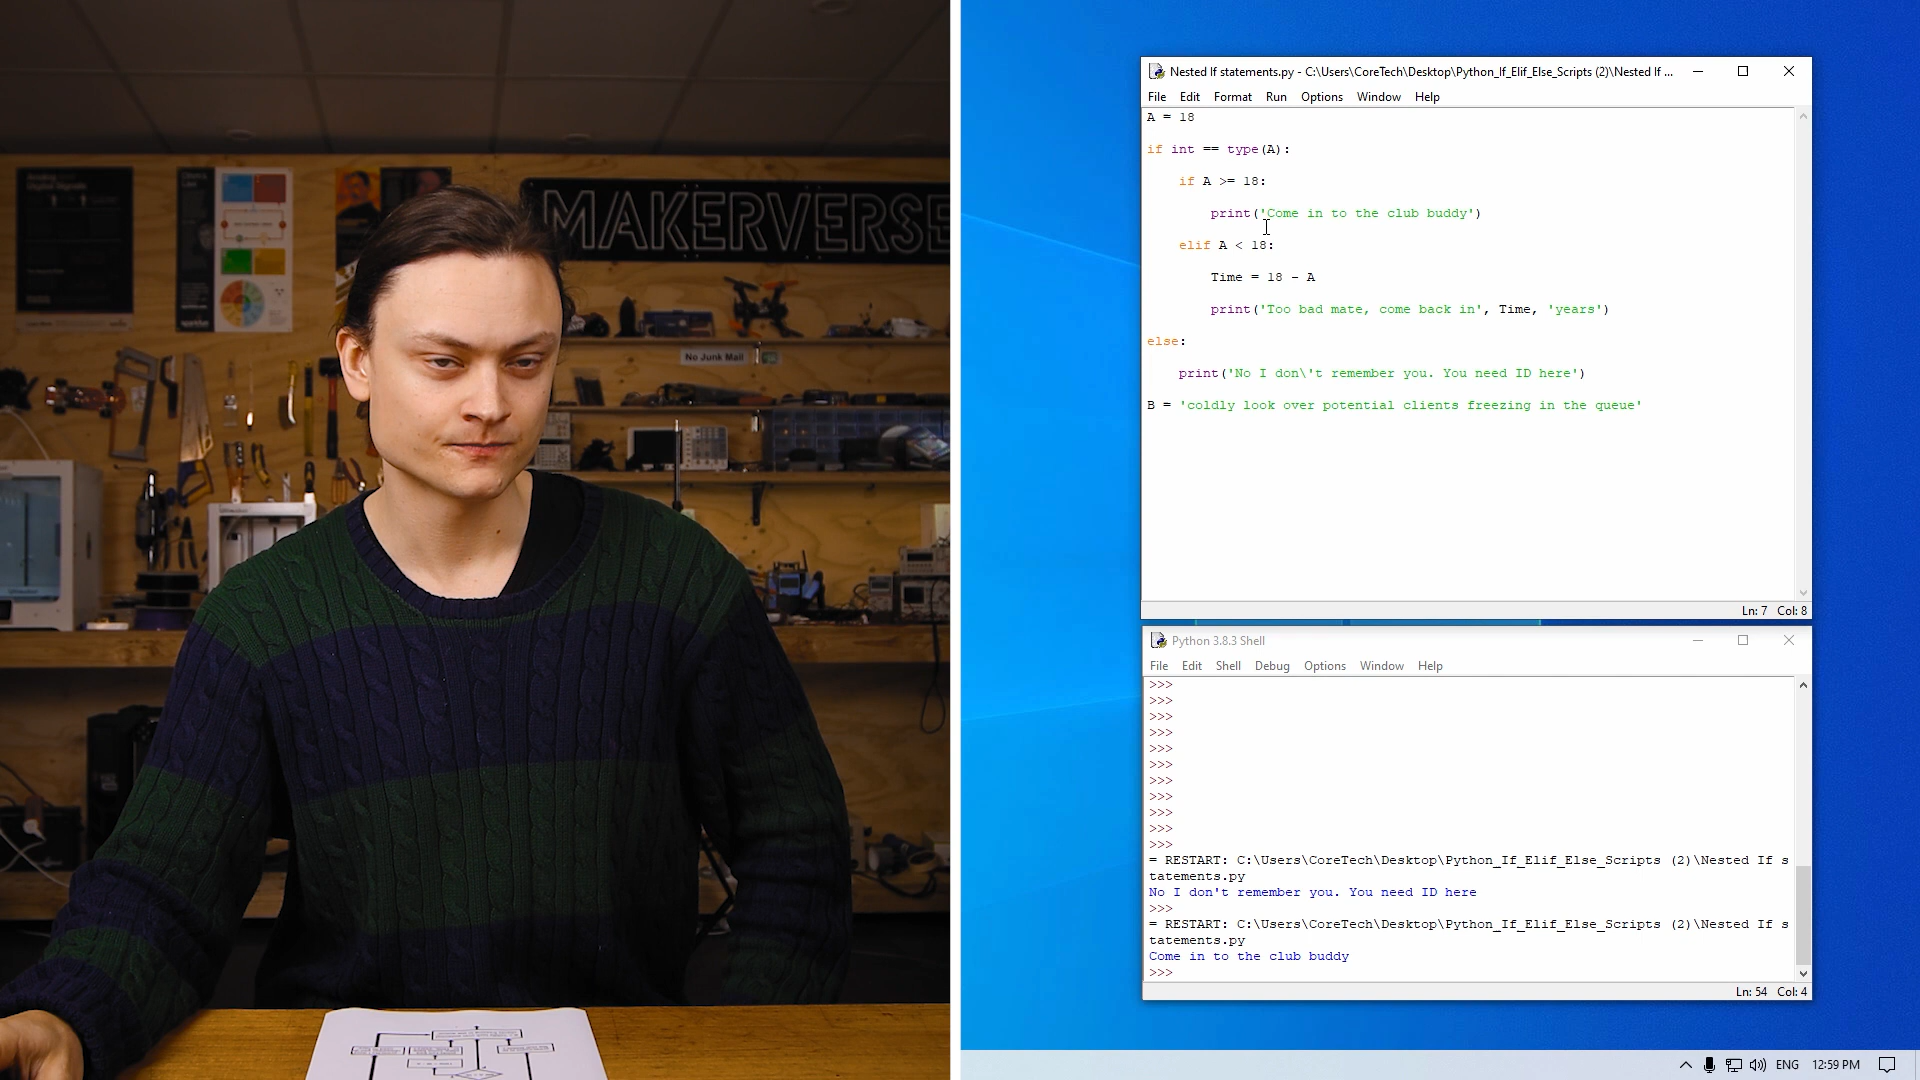 MAKERVERSE
No Junk Mail
Nested If statements.py - C:\Users\CoreTech\Desktop\Python_If_Elif_Else_Scripts (2)\Nested If ...
File Edit Format Run Options Window Help
A = 18
if int == type(A):
if A >= 18:
print('Come in to the club buddy')
elif A < 18:
Time = 18 - A
print('Too bad mate, come back in', Time, 'years')
else:
print('No I don\'t remember you. You need ID here')
B = 'coldly look over potential clients freezing in the queue'
Ln: 7 Col: 8
Python 3.8.3 Shell
File Edit Shell Debug Options Window Help
>>>
>>>
>>>
>>>
>>>
>>>
>>>
>>>
>>>
>>>
>>>
= RESTART: C:\Users\CoreTech\Desktop\Python_If_Elif_Else_Scripts (2)\Nested If s
tatements.py
No I don't remember you. You need ID here
>>>
= RESTART: C:\Users\CoreTech\Desktop\Python_If_Elif_Else_Scripts (2)\Nested If s
tatements.py
Come in to the club buddy
>>>
Ln: 54 Col: 4
ENG 12:59 PM